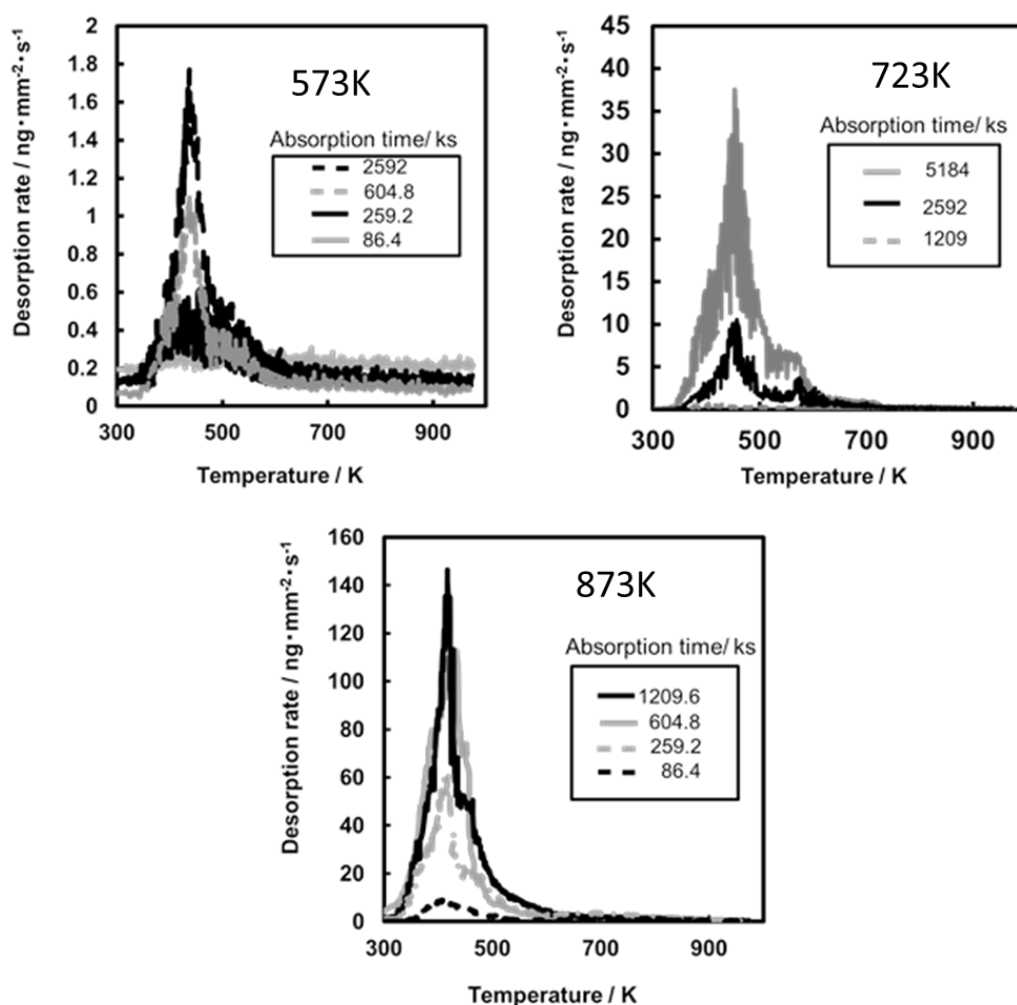 573K
Desorption rate / ng·mm⁻²·s⁻¹
2
1.8
1.6
1.4
1.2
1
0.8
0.6
0.4
0.2
0
Absorption time/ ks
2592
604.8
259.2
86.4
300 500 700 900
Temperature / K
723K
Desorption rate / ng·mm⁻²·s⁻¹
45
40
35
30
25
20
15
10
5
0
Absorption time/ ks
5184
2592
1209
300 500 700 900
Temperature / K
873K
Desorption rate / ng·mm⁻²·s⁻¹
160
140
120
100
80
60
40
20
0
Absorption time/ ks
1209.6
604.8
259.2
86.4
300 500 700 900
Temperature / K